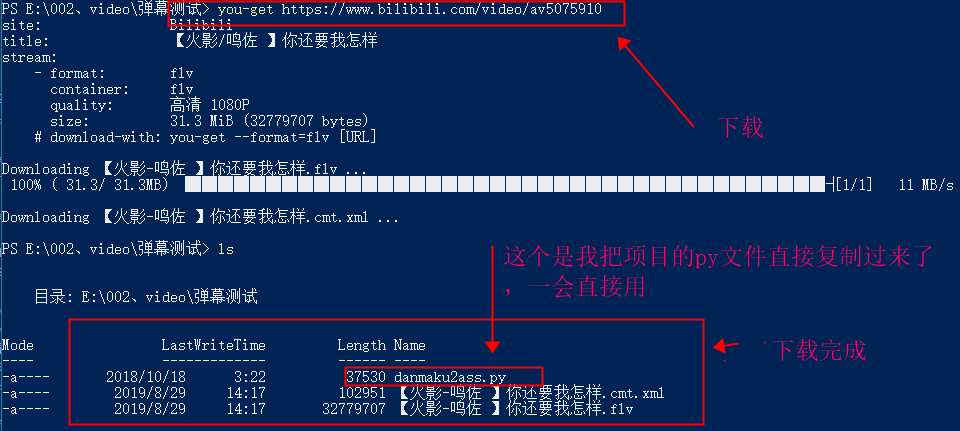 PS E:\002、video\弹幕测试> you-get https://www.bilibili.com/video/av5075910
site: Bilibili
title: 【火影/鸣佐 】你还要我怎样
stream:
- format: flv
container: flv
quality: 高清 1080P
size: 31.3 MiB (32779707 bytes)
# download-with: you-get --format=flv [URL]
下载
Downloading 【火影-鸣佐 】你还要我怎样.flv ...
100% ( 31.3/ 31.3MB) ┤[1/1] 11 MB/s
Downloading 【火影-鸣佐 】你还要我怎样.cmt.xml ...
PS E:\002、video\弹幕测试> ls
这个是我把项目的py文件直接复制过来了
，一会直接用
目录: E:\002、video\弹幕测试
Mode LastWriteTime Length Name
---- ------------- ------ ----
下载完成
-a---- 2018/10/18 3:22 37530 danmaku2ass.py
-a---- 2019/8/29 14:17 102951 【火影-鸣佐 】你还要我怎样.cmt.xml
-a---- 2019/8/29 14:17 32779707 【火影-鸣佐 】你还要我怎样.flv